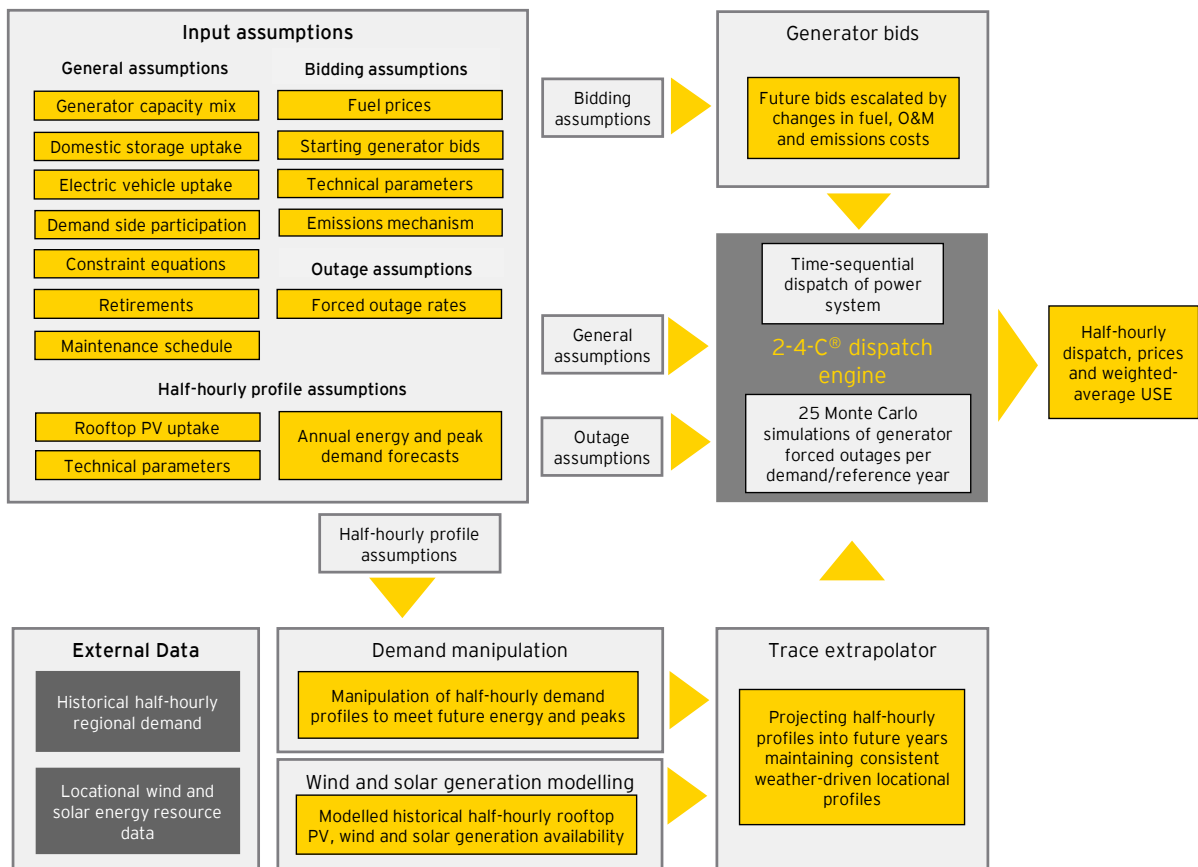 Input assumptions
General assumptions
Generator capacity mix
Domestic storage uptake
Electric vehicle uptake
Demand side participation
Constraint equations
Retirements
Maintenance schedule
Bidding assumptions
Fuel prices
Starting generator bids
Technical parameters
Emissions mechanism
Outage assumptions
Forced outage rates
Half-hourly profile assumptions
Rooftop PV uptake
Technical parameters
Annual energy and peak
demand forecasts
Bidding
assumptions
General
assumptions
Outage
assumptions
Generator bids
Future bids escalated by
changes in fuel, O&M
and emissions costs
Time-sequential
dispatch of power
system
2-4-C® dispatch
engine
25 Monte Carlo
simulations of generator
forced outages per
demand/reference year
Half-hourly
dispatch, prices
and weighted-
average USE
Half-hourly profile
assumptions
External Data
Historical half-hourly
regional demand
Locational wind and
solar energy resource
data
Demand manipulation
Manipulation of half-hourly demand
profiles to meet future energy and peaks
Wind and solar generation modelling
Modelled historical half-hourly rooftop
PV, wind and solar generation availability
Trace extrapolator
Projecting half-hourly
profiles into future years
maintaining consistent
weather-driven locational
profiles